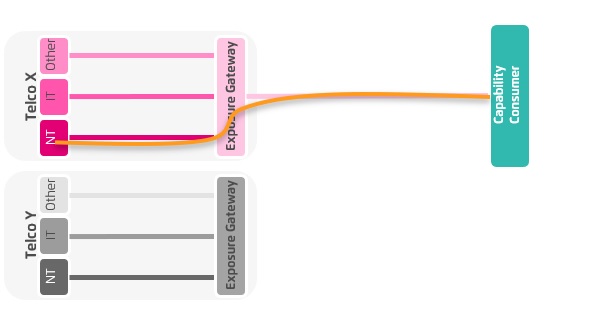 Telco X
Other
IT
NT
Exposure Gateway
Capability
Consumer
Telco Y
Other
IT
NT
Exposure Gateway